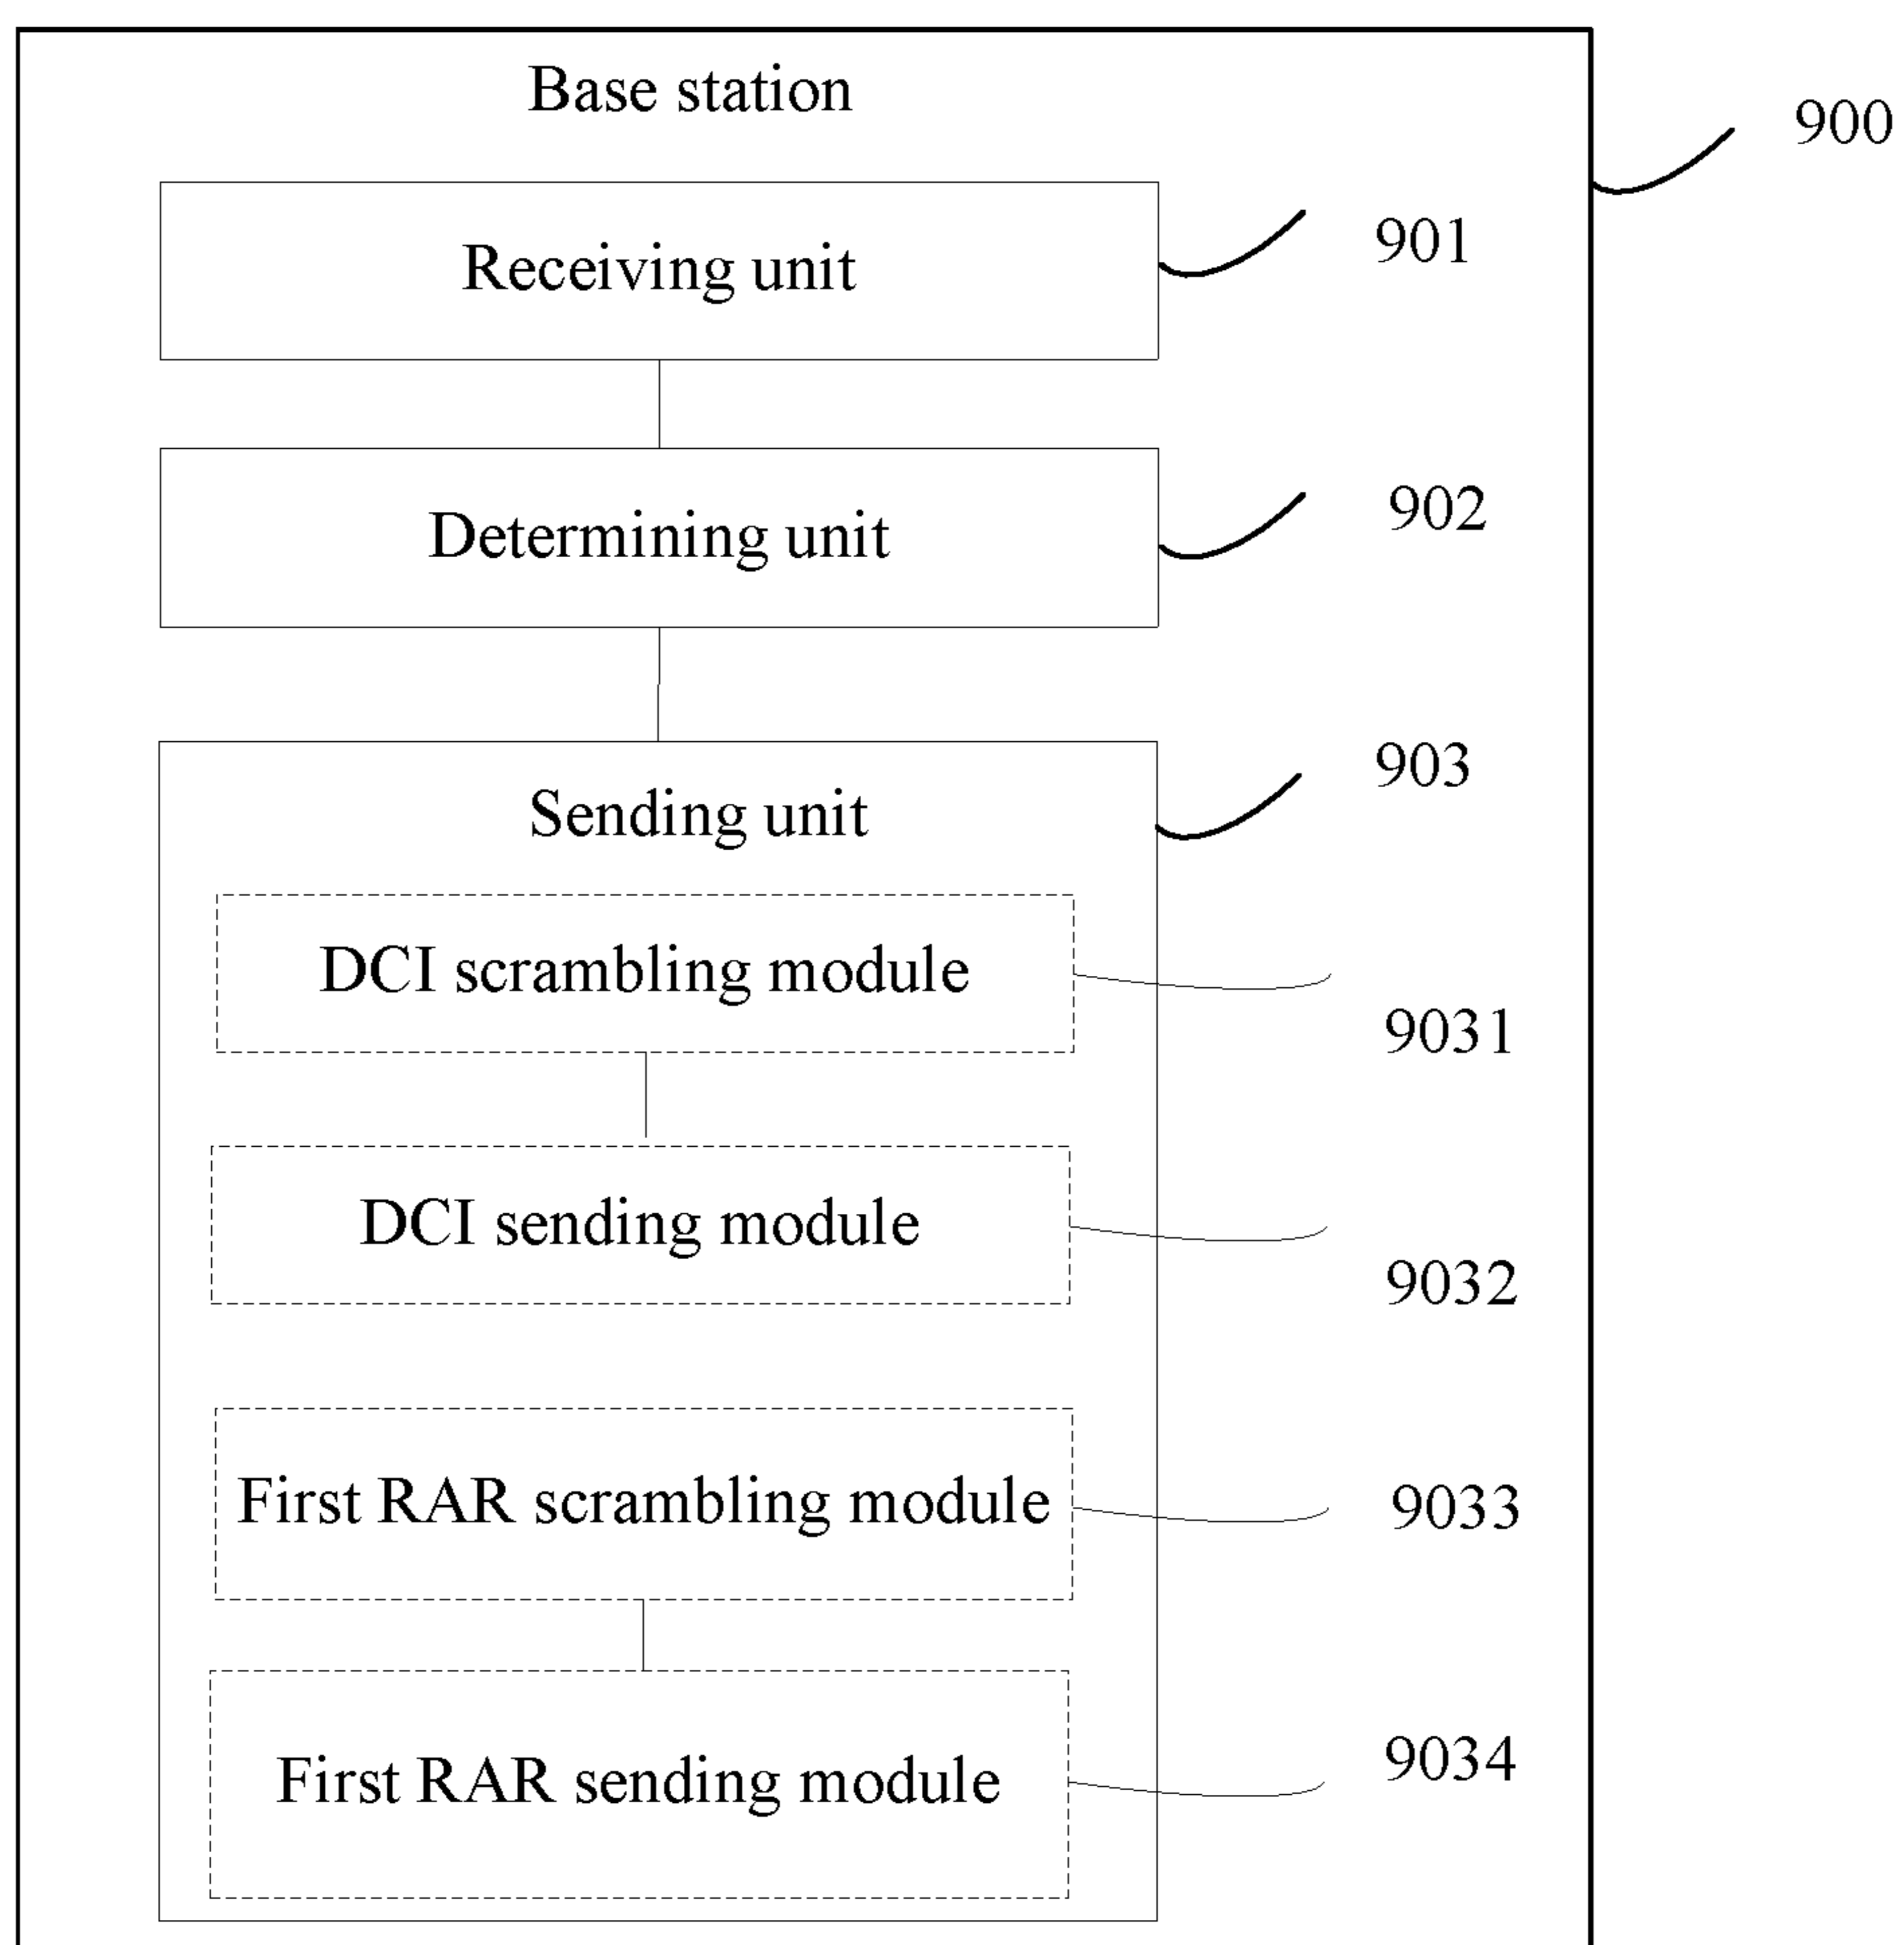 Base station
900
Receiving unit
901
Determining unit
902
Sending unit
903
DCI scrambling module
9031
DCI sending module
9032
First RAR scrambling module
9033
First RAR sending module
9034